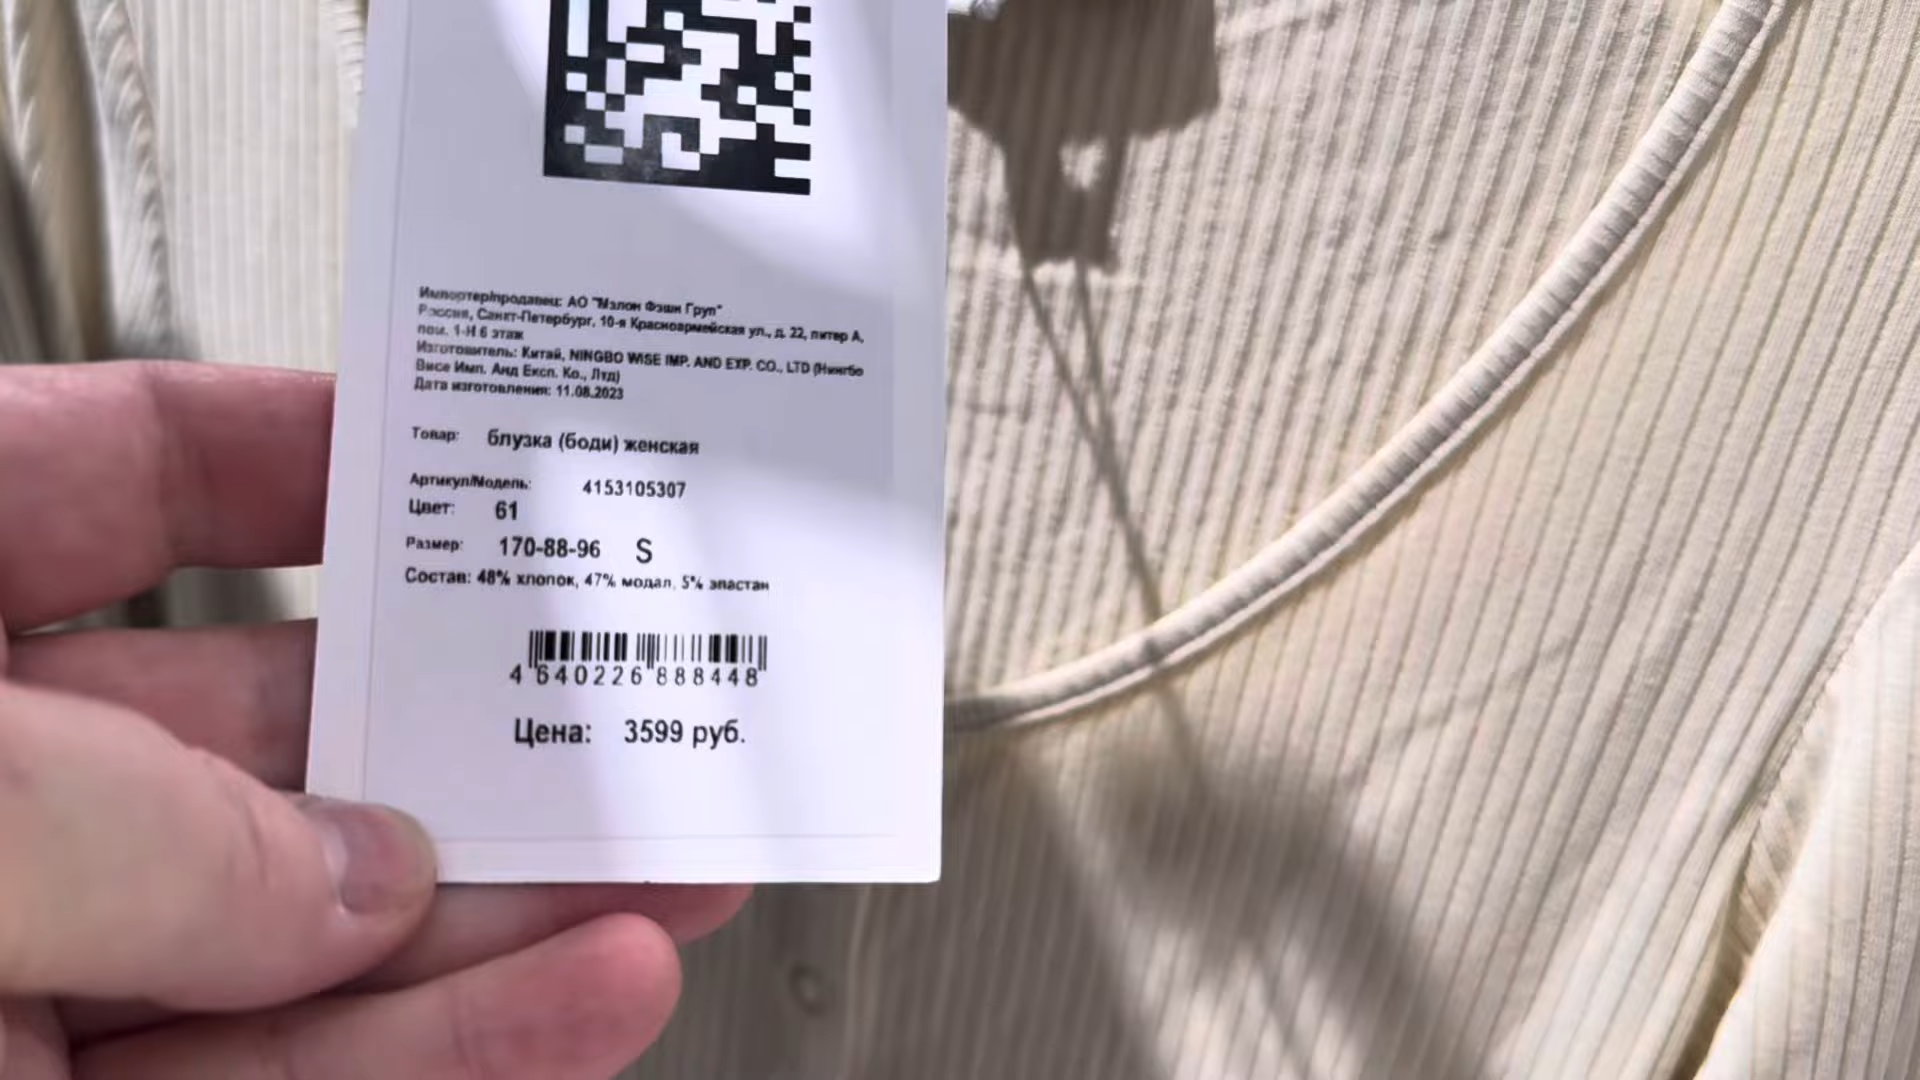 Импортер/продавец: АО "Мэлон Фэшн Груп"
Россия, Санкт-Петербург, 10-я Красноармейская ул., д. 22, литер А,
пом. 1-Н 6 этаж
Изготовитель: Китай, NINGBO WISE IMP. AND EXP. CO., LTD (Нингбо
Висе Имп. Анд Експ. Ко., Лтд)
Дата изготовления: 11.08.2023
Товар: блузка (боди) женская
Артикул/Модель: 4153105307
Цвет: 61
Размер: 170-88-96 S
Состав: 48% хлопок, 47% модал, 5% эластан
4 640226 888448
Цена: 3599 руб.